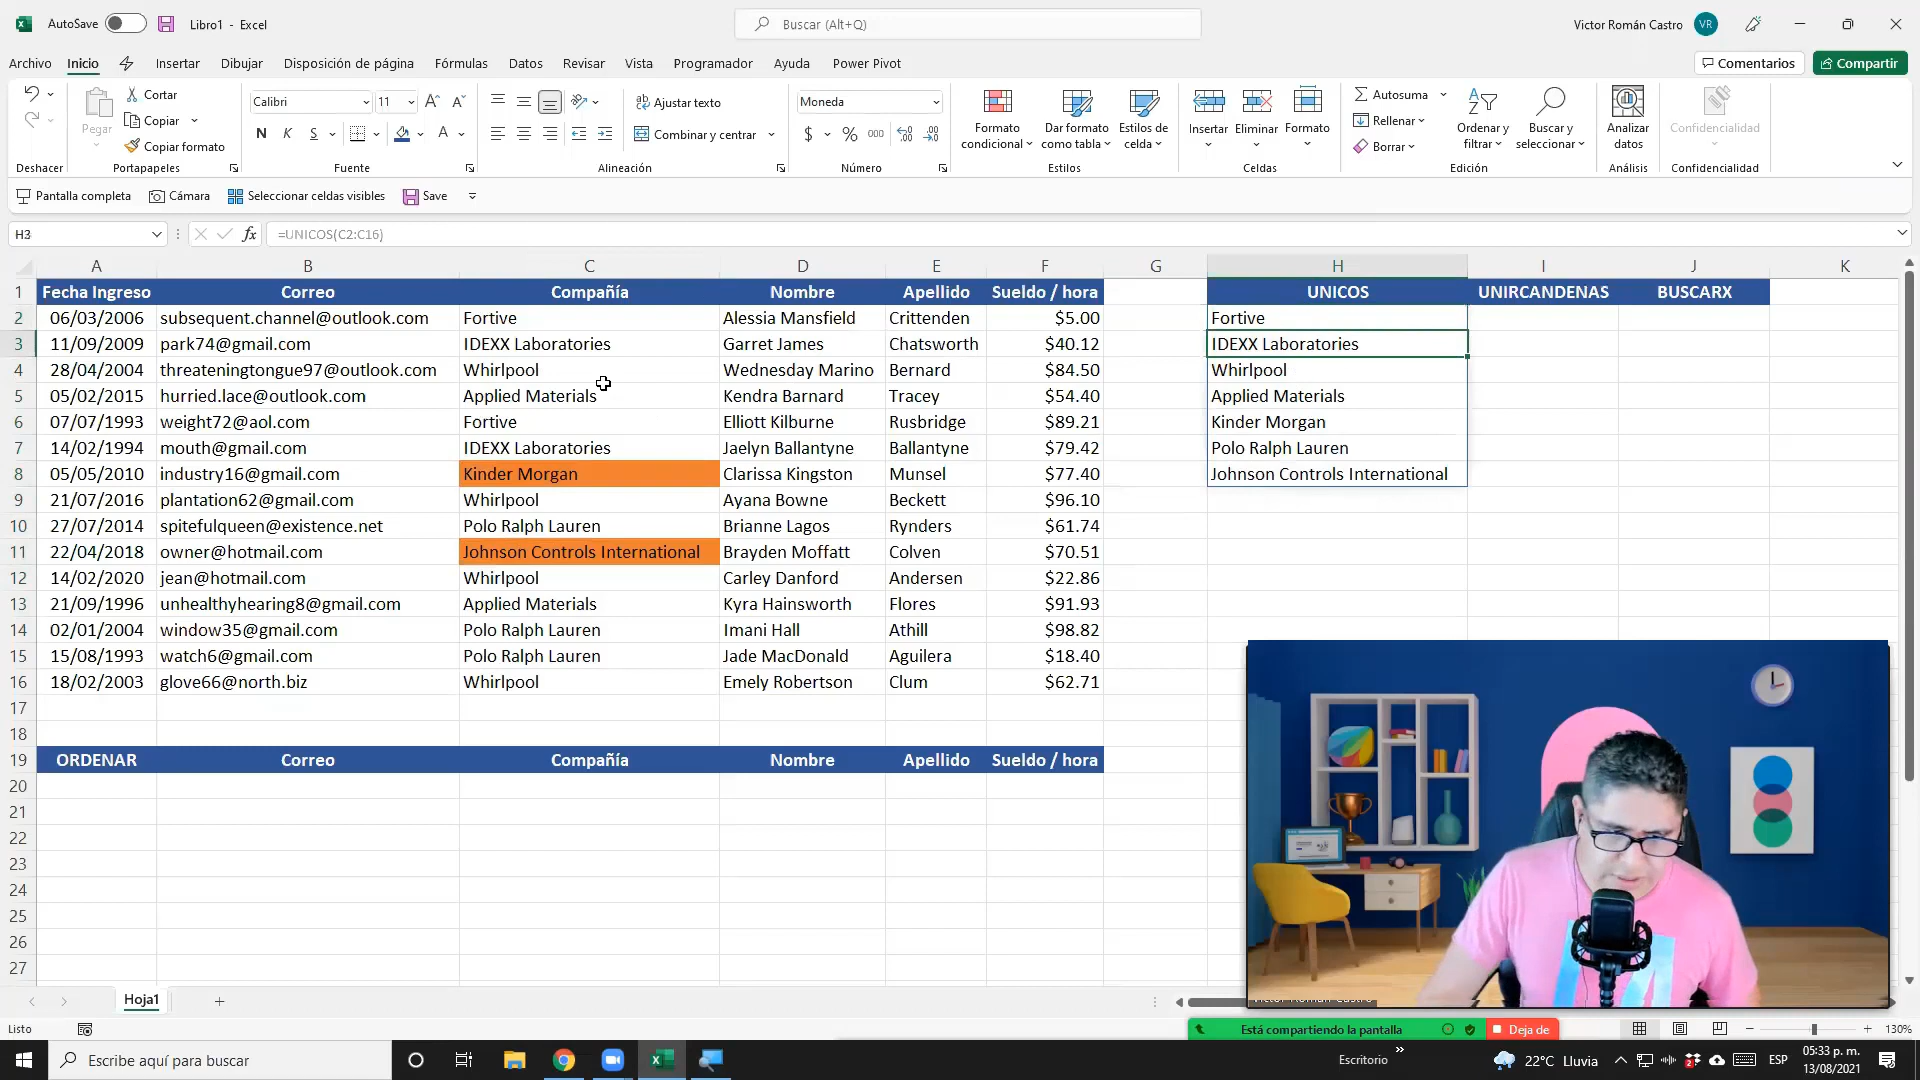 AutoSave
Libro1 - Excel
Buscar (Alt+Q)
Victor Román Castro
VR
Archivo Inicio Insertar Dibujar Disposición de página Fórmulas Datos Revisar Vista Programador Ayuda Power Pivot
Comentarios
Compartir
Pegar
Cortar
Copiar
Copiar formato
Calibri 11
N K S
Ajustar texto
Combinar y centrar
Moneda
$ % 000
Formato condicional
Dar formato como tabla
Estilos de celda
Insertar
Eliminar
Formato
Autosuma
Rellenar
Borrar
Ordenar y filtrar
Buscar y seleccionar
Analizar datos
Confidencialidad
Deshacer Portapapeles Fuente Alineación Número Estilos Celdas Edición Análisis Confidencialidad
Pantalla completa Cámara Seleccionar celdas visibles Save
H3 fx =UNICOS(C2:C16)
A B C D E F G H I J K
1 Fecha Ingreso Correo Compañía Nombre Apellido Sueldo / hora UNICOS UNIRCANDENAS BUSCARX
2 06/03/2006 subsequent.channel@outlook.com Fortive Alessia Mansfield Crittenden $5.00 Fortive
3 11/09/2009 park74@gmail.com IDEXX Laboratories Garret James Chatsworth $40.12 IDEXX Laboratories
4 28/04/2004 threateningtongue97@outlook.com Whirlpool Wednesday Marino Bernard $84.50 Whirlpool
5 05/02/2015 hurried.lace@outlook.com Applied Materials Kendra Barnard Tracey $54.40 Applied Materials
6 07/07/1993 weight72@aol.com Fortive Elliott Kilburne Rusbridge $89.21 Kinder Morgan
7 14/02/1994 mouth@gmail.com IDEXX Laboratories Jaelyn Ballantyne Ballantyne $79.42 Polo Ralph Lauren
8 05/05/2010 industry16@gmail.com Kinder Morgan Clarissa Kingston Munsel $77.40 Johnson Controls International
9 21/07/2016 plantation62@gmail.com Whirlpool Ayana Bowne Beckett $96.10
10 27/07/2014 spitefulqueen@existence.net Polo Ralph Lauren Brianne Lagos Rynders $61.74
11 22/04/2018 owner@hotmail.com Johnson Controls International Brayden Moffatt Colven $70.51
12 14/02/2020 jean@hotmail.com Whirlpool Carley Danford Andersen $22.86
13 21/09/1996 unhealthyhearing8@gmail.com Applied Materials Kyra Hainsworth Flores $91.93
14 02/01/2004 window35@gmail.com Polo Ralph Lauren Imani Hall Athill $98.82
15 15/08/1993 watch6@gmail.com Polo Ralph Lauren Jade MacDonald Aguilera $18.40
16 18/02/2003 glove66@north.biz Whirlpool Emely Robertson Clum $62.71
17
18
19 ORDENAR Correo Compañía Nombre Apellido Sueldo / hora
20
21
22
23
24
25
26
27
Victor Román Castro
Hoja1
Está compartiendo la pantalla
Deja de
Listo
130%
Escribe aquí para buscar
Escritorio
22°C Lluvia
ESP
05:33 p. m.
13/08/2021